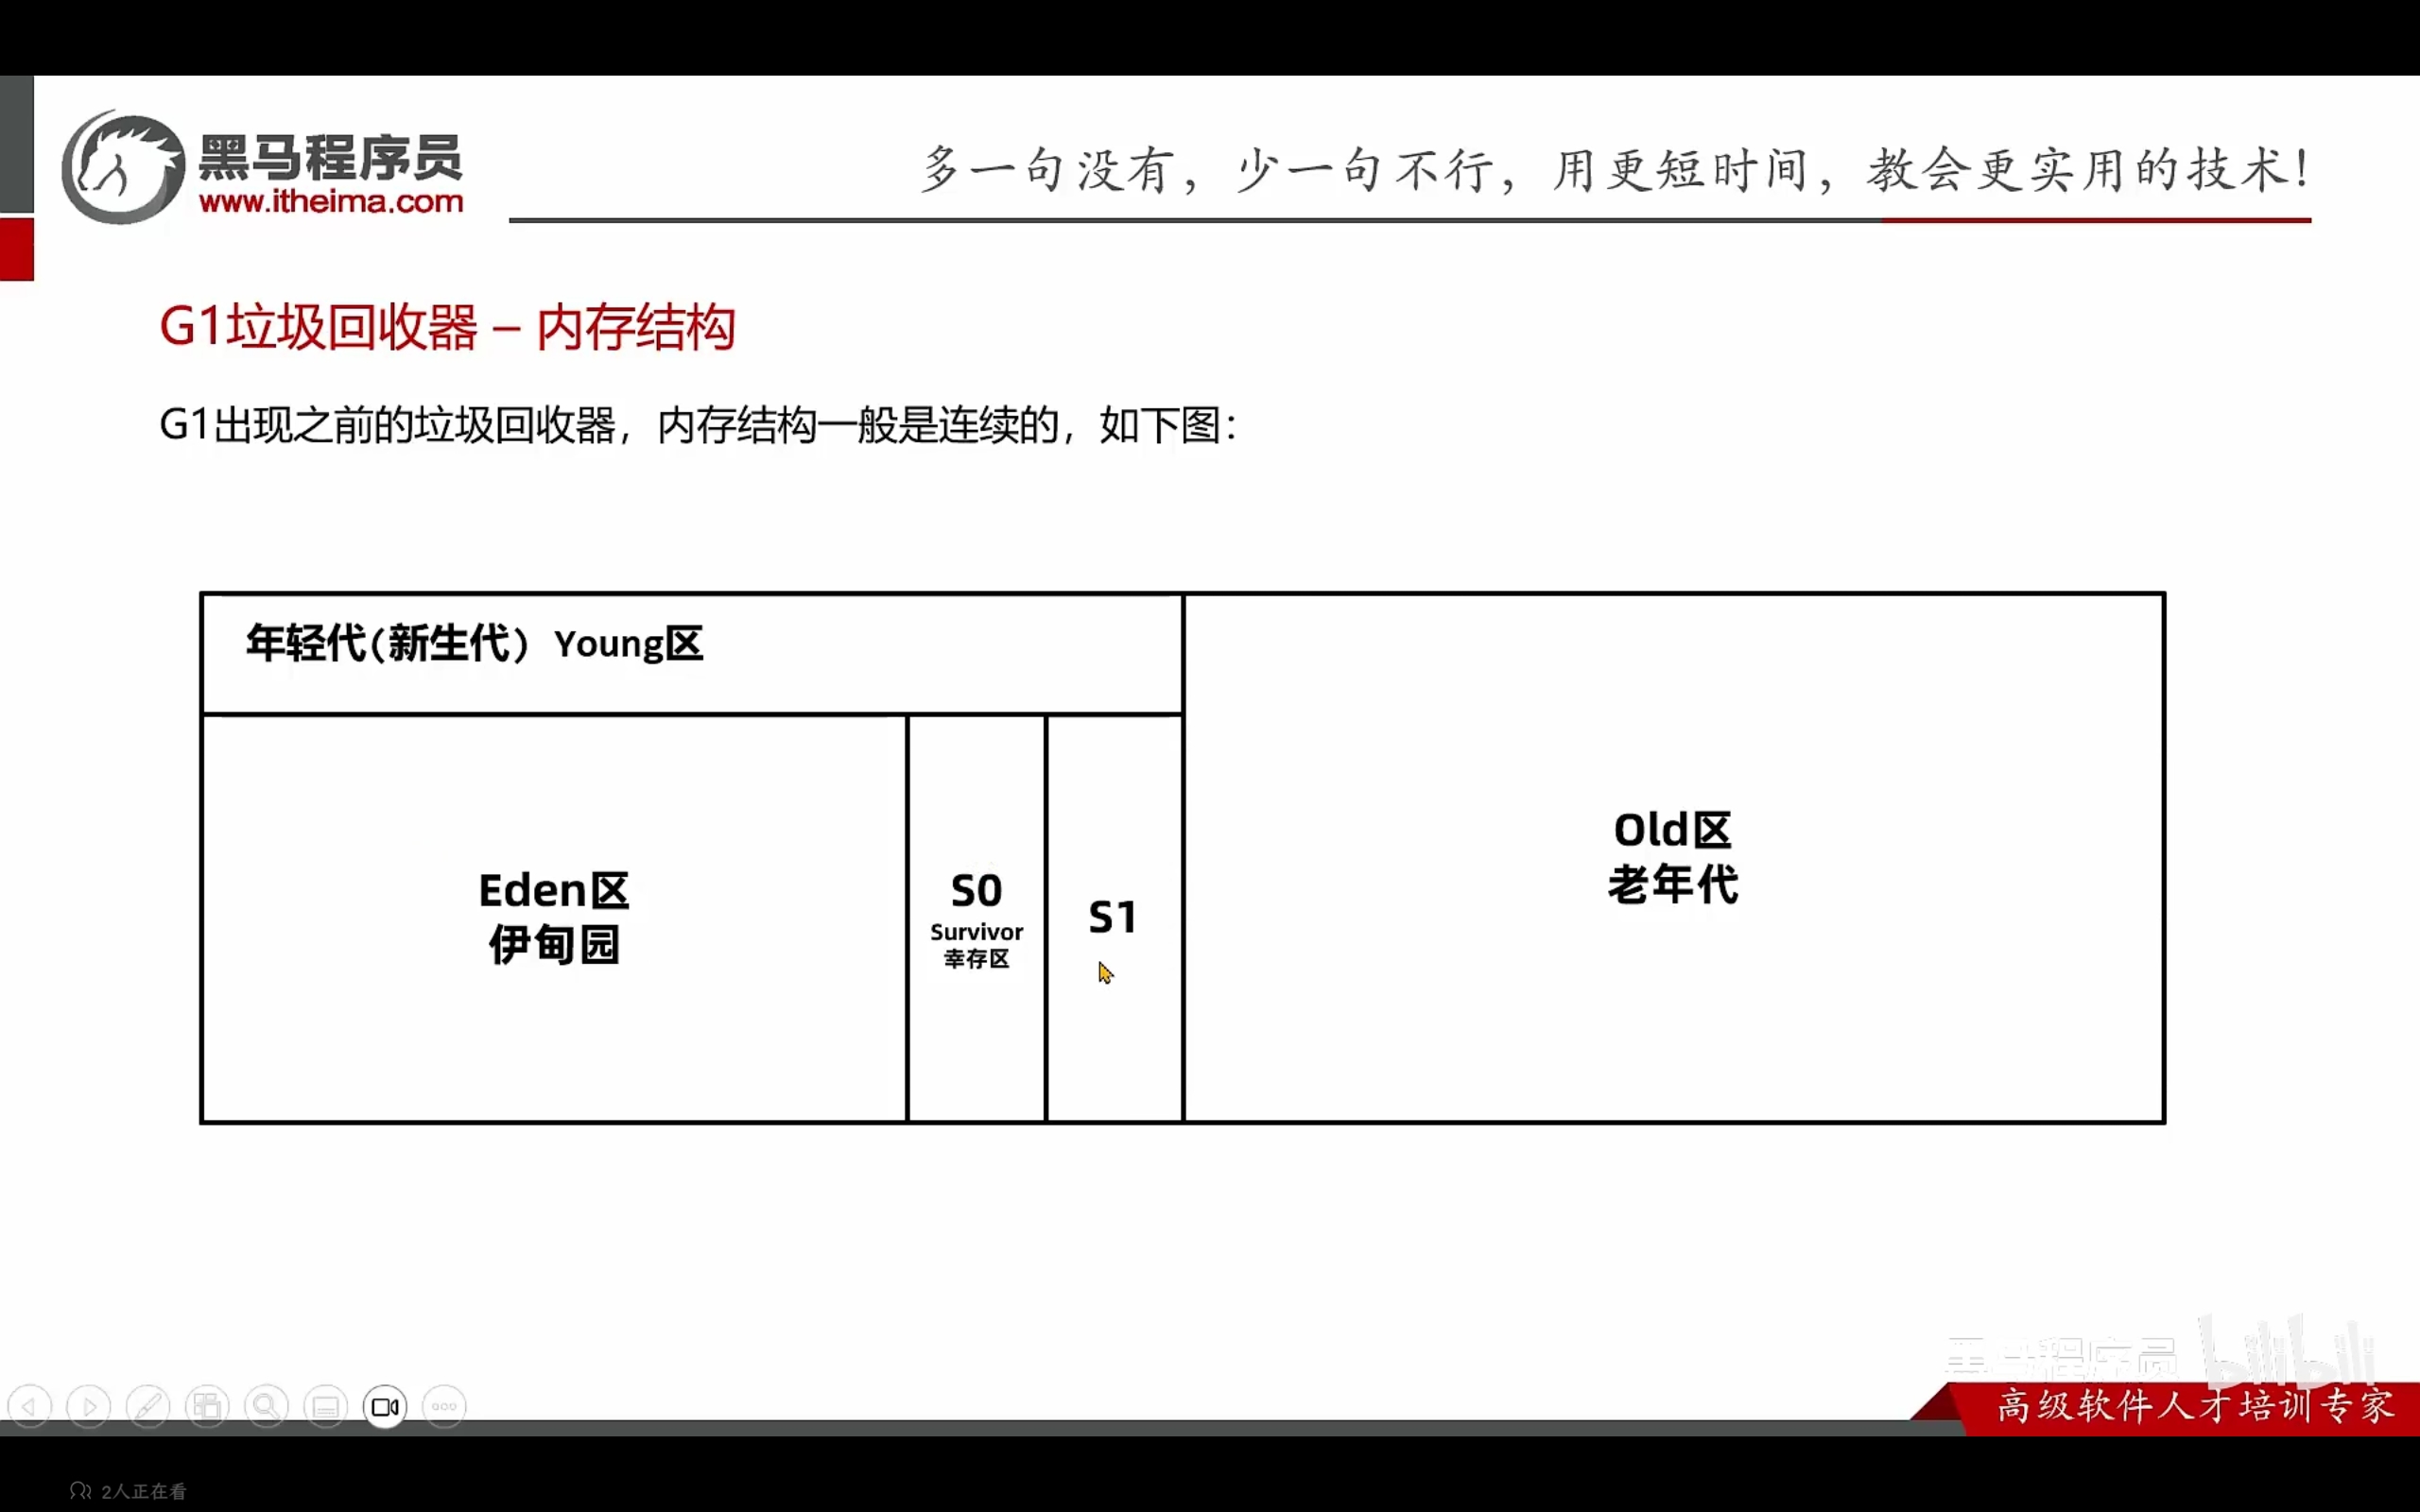 黑马程序员
www.itheima.com
多一句没有，少一句不行，用更短时间，教会更实用的技术！
G1垃圾回收器 – 内存结构
G1出现之前的垃圾回收器，内存结构一般是连续的，如下图：
年轻代（新生代）Young区
Eden区
伊甸园
S0
Survivor
幸存区
S1
Old区
老年代
黑马程序员 bilibili
高级软件人才培训专家
2人正在看